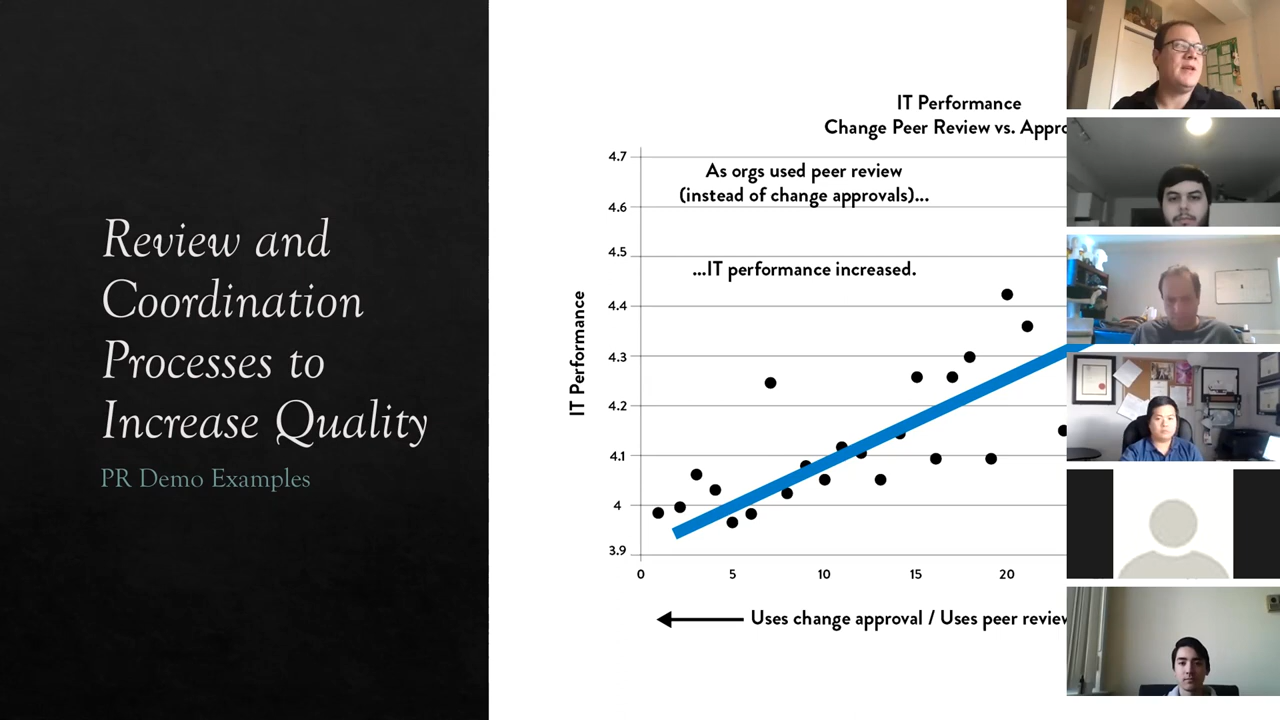 Review and
Coordination
Processes to
Increase Quality
PR Demo Examples
IT Performance
Change Peer Review vs.
As orgs used peer review
(instead of change approvals)...
...IT performance increased.
IT Performance
4.7
4.6
4.5
4.4
4.3
4.2
4.1
4
3.9
0
5
10
15
20
Uses change approval / Uses peer review